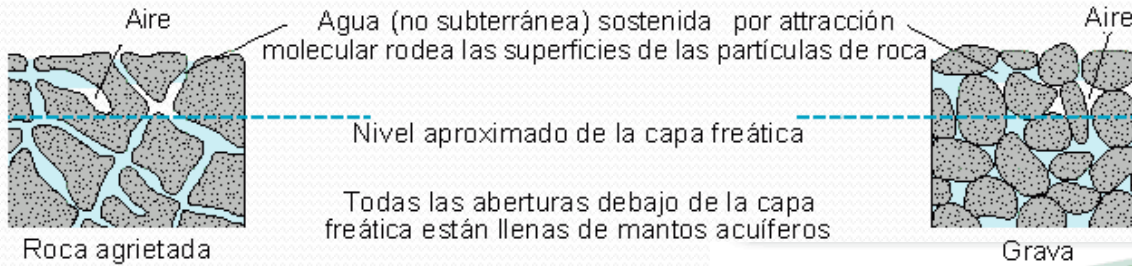 Aire
Agua (no subterránea) sostenida por attracción
molecular rodea las superficies de las partículas de roca
Aire
Nivel aproximado de la capa freática
Todas las aberturas debajo de la capa
freática están llenas de mantos acuíferos
Roca agrietada
Grava